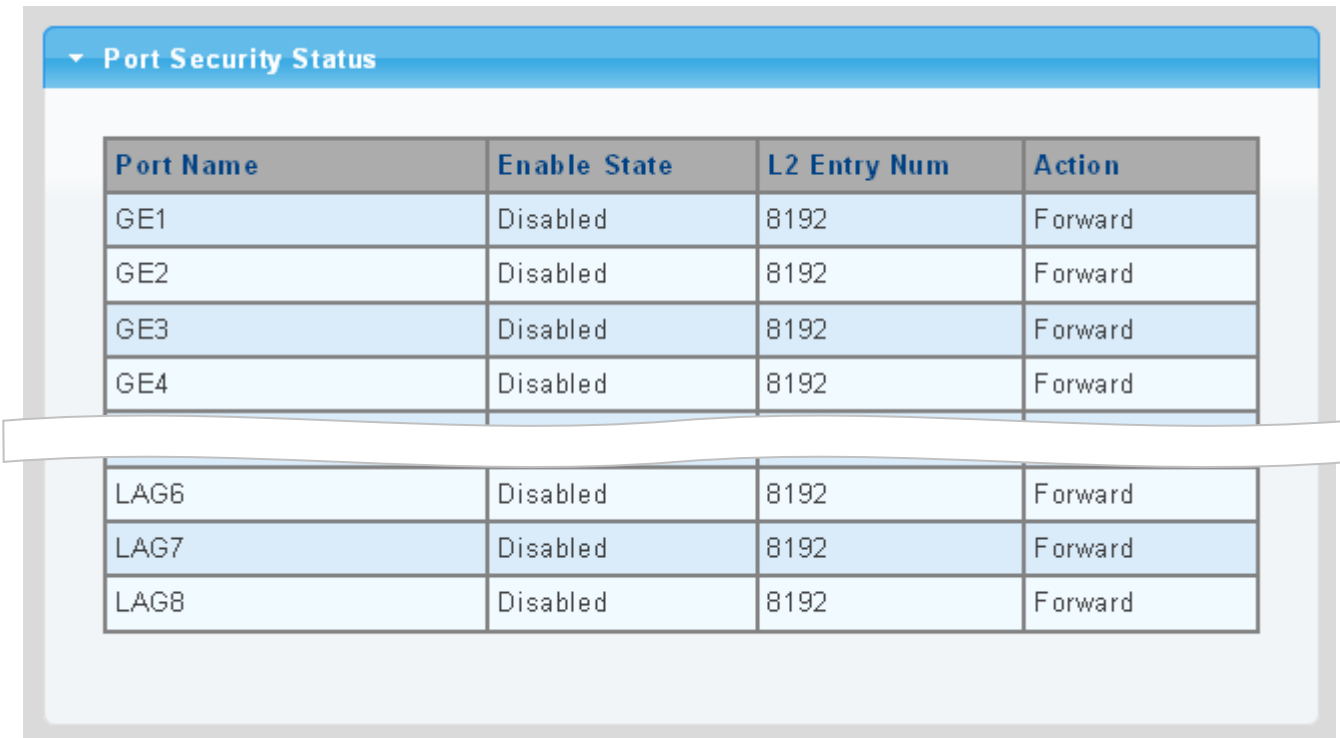 Port Security Status
Port Name Enable State L2 Entry Num Action
GE1 Disabled 8192 Forward
GE2 Disabled 8192 Forward
GE3 Disabled 8192 Forward
GE4 Disabled 8192 Forward
LAG6 Disabled 8192 Forward
LAG7 Disabled 8192 Forward
LAG8 Disabled 8192 Forward